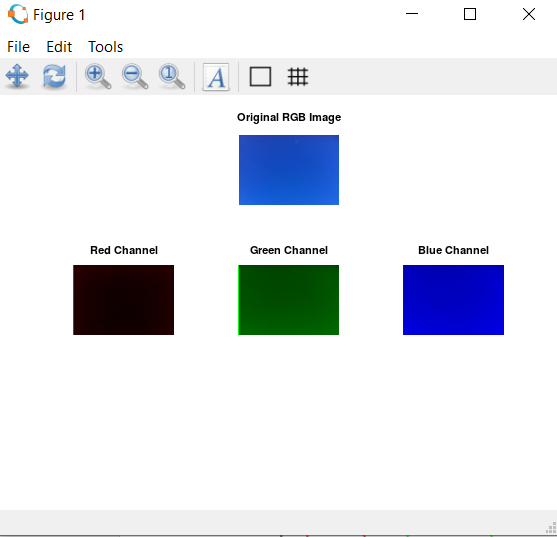 Figure 1
File Edit Tools
A
Original RGB Image
Red Channel Green Channel Blue Channel